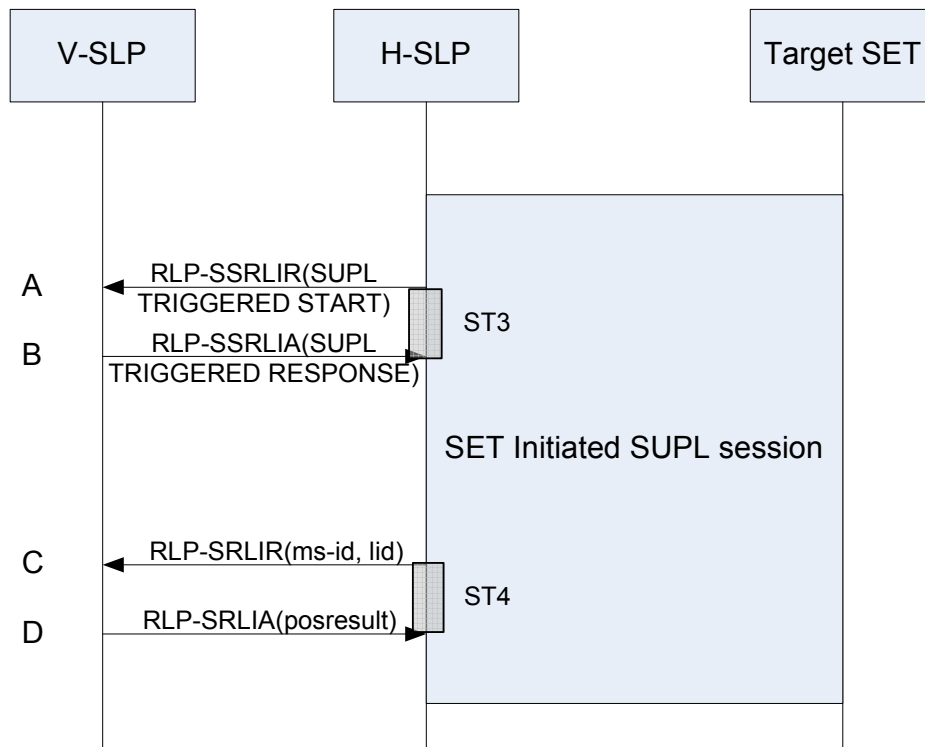 V-SLP
H-SLP
Target SET
A
RLP-SSRLIR(SUPL
TRIGGERED START)
ST3
B
RLP-SSRLIA(SUPL
TRIGGERED RESPONSE)
SET Initiated SUPL session
C
RLP-SRLIR(ms-id, lid)
ST4
D
RLP-SRLIA(posresult)